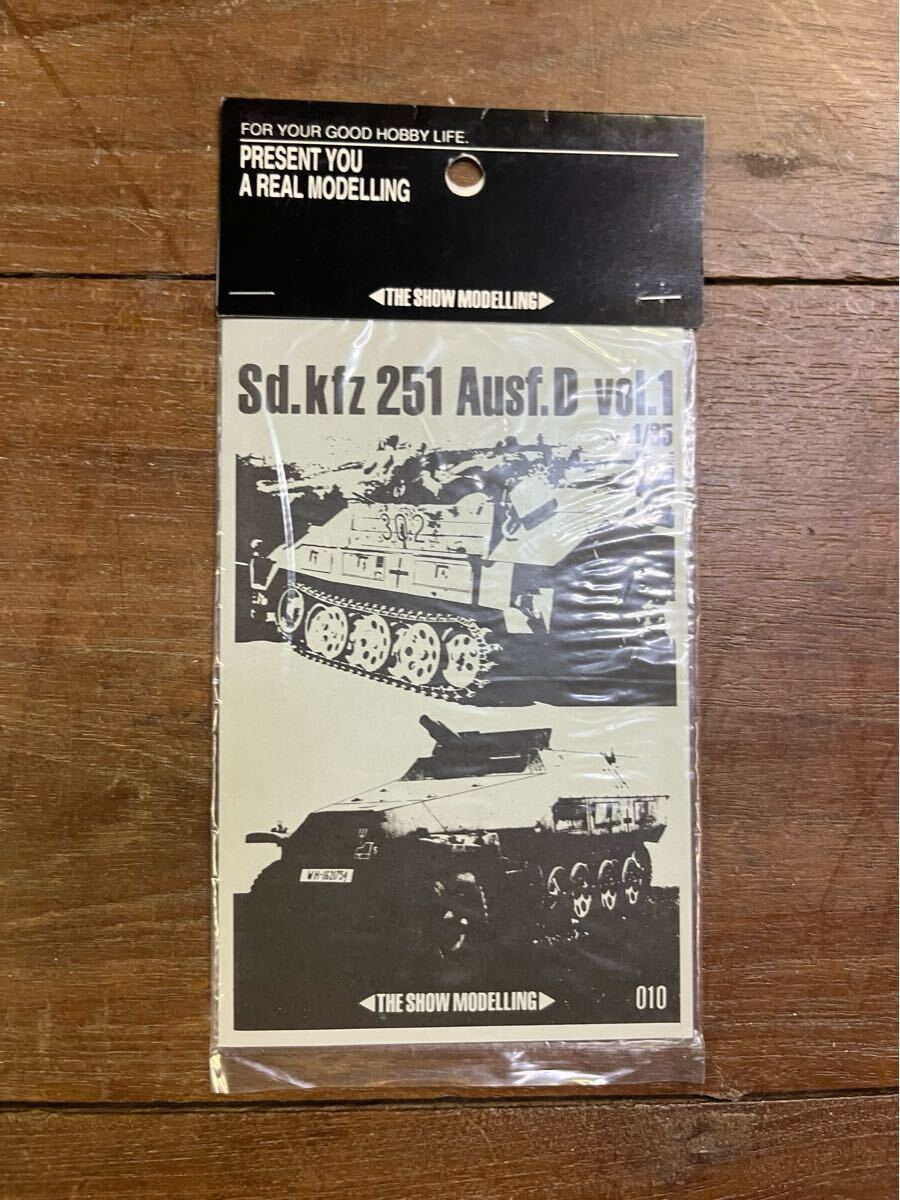 FOR YOUR GOOD HOBBY LIFE.
PRESENT YOU
A REAL MODELLING
THE SHOW MODELLING
Sd.kfz 251 Ausf.D vol.1
1/35
302
WH-1621754
THE SHOW MODELLING
010